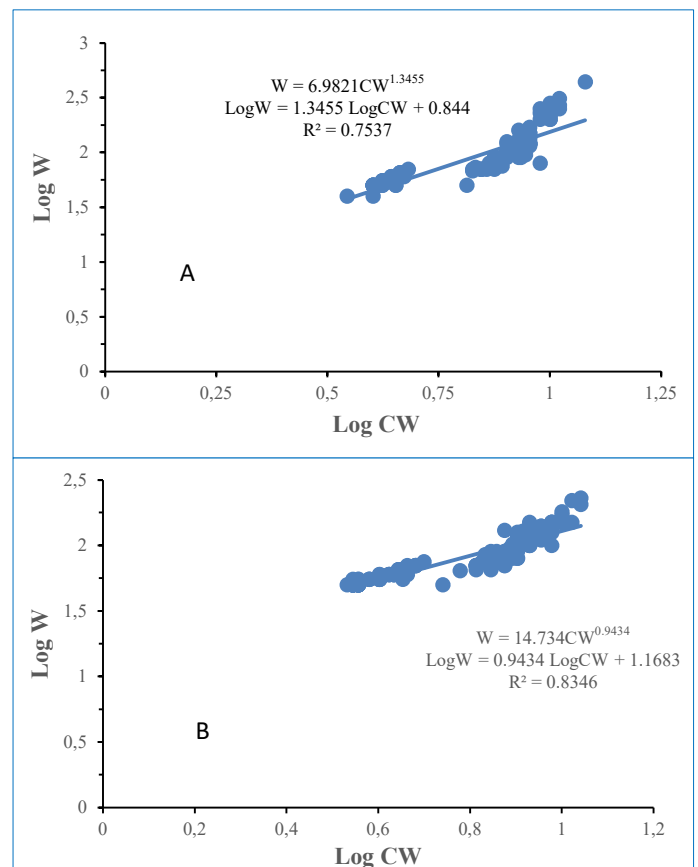 3
W = 6.9821CW^1.3455
LogW = 1.3455 LogCW + 0.844
R² = 0.7537
2,5
2
1,5
Log W
1
A
0,5
0
0 0,25 0,5 0,75 1 1,25
Log CW
2,5
2
1,5
W = 14.734CW^0.9434
LogW = 0.9434 LogCW + 1.1683
R² = 0.8346
Log W
1
B
0,5
0
0 0,2 0,4 0,6 0,8 1 1,2
Log CW